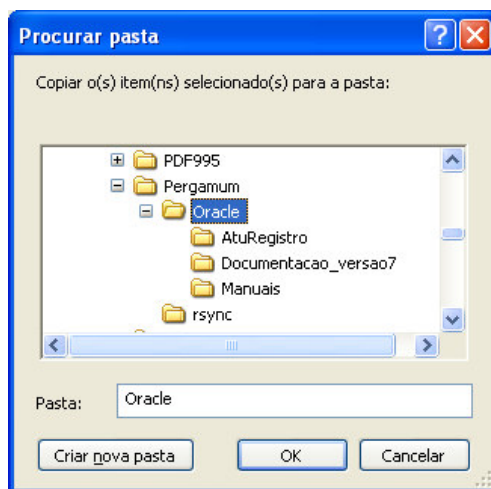 Procurar pasta
Copiar o(s) item(ns) selecionado(s) para a pasta:
PDF995
Pergamum
Oracle
AtuRegistro
Documentacao_versao7
Manuais
rsync
Pasta: Oracle
Criar nova pasta OK Cancelar